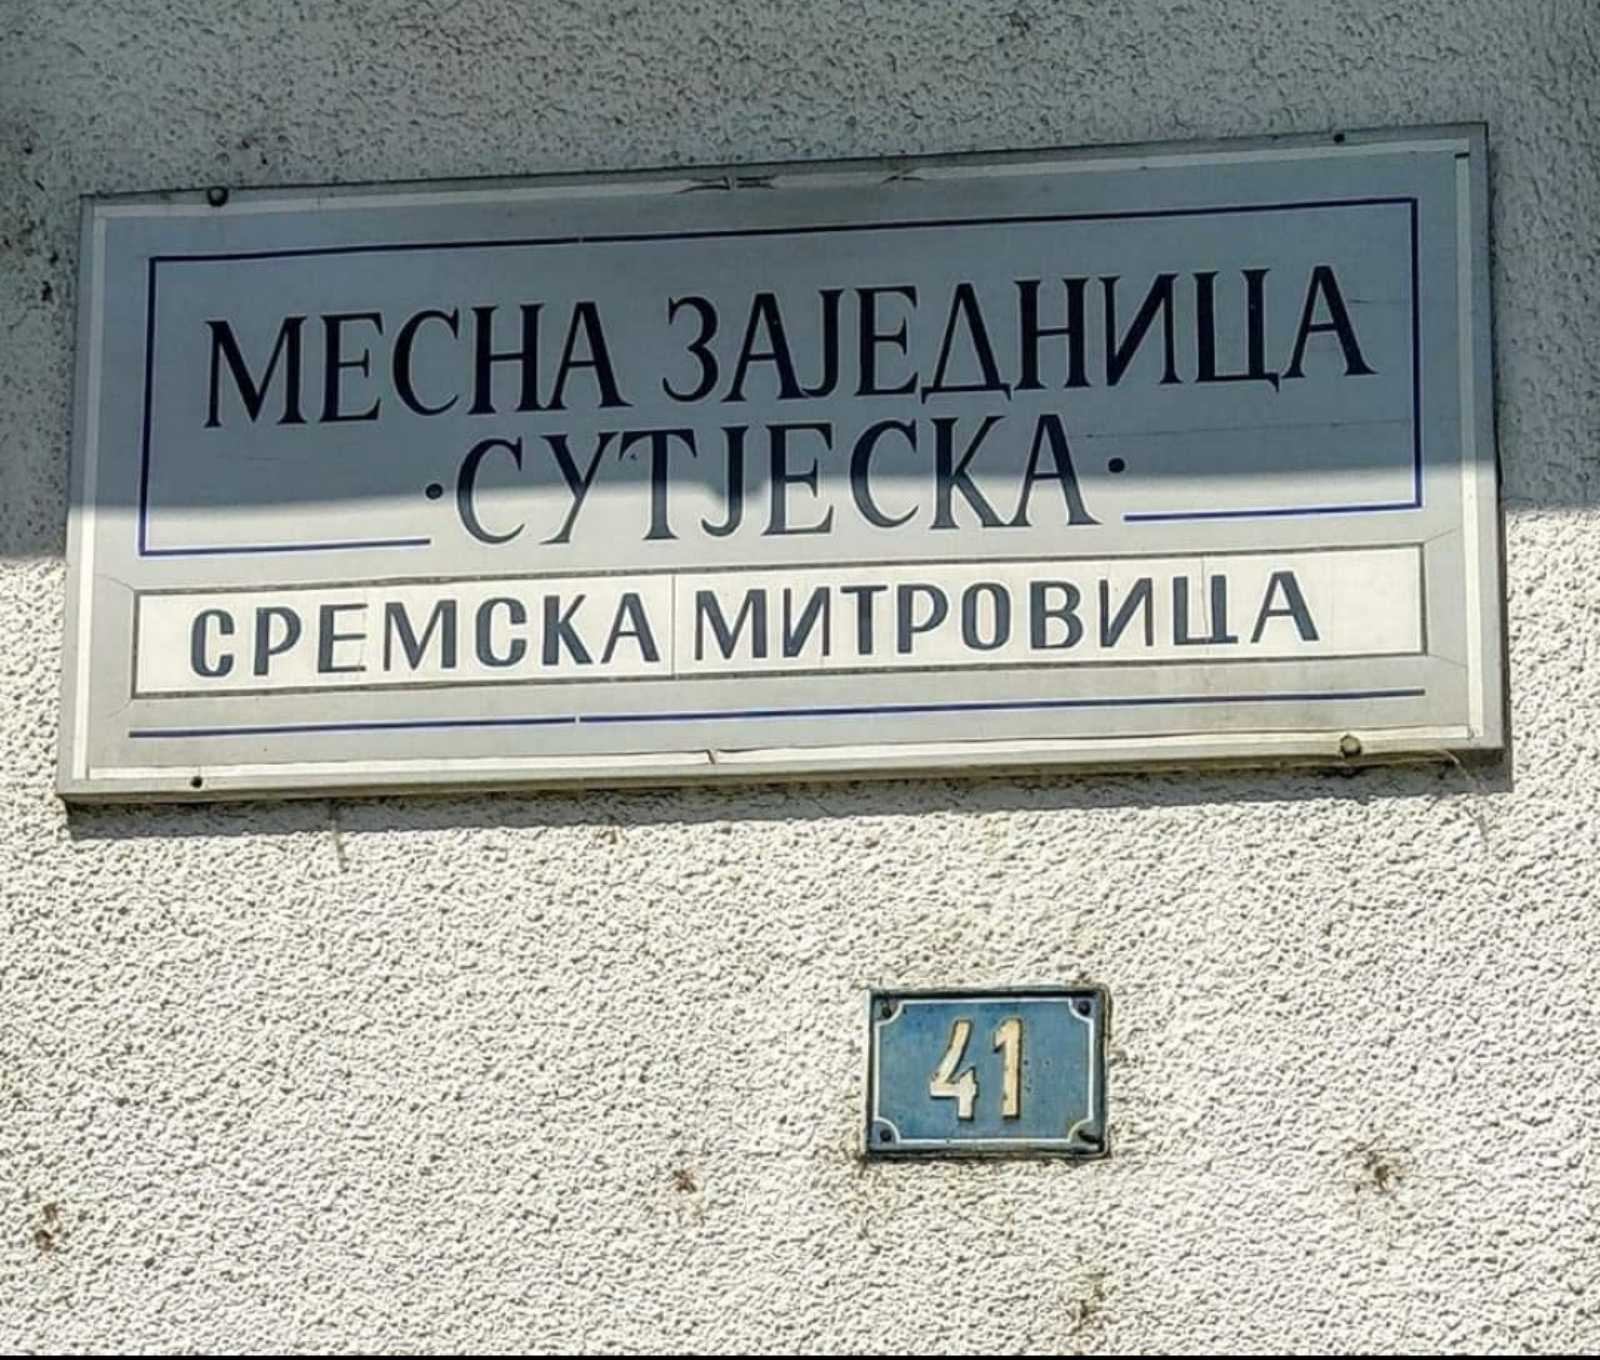 МЕСНА ЗАЈЕДНИЦА
·СУТЈЕСКА·
СРЕМСКА МИТРОВИЦА
41